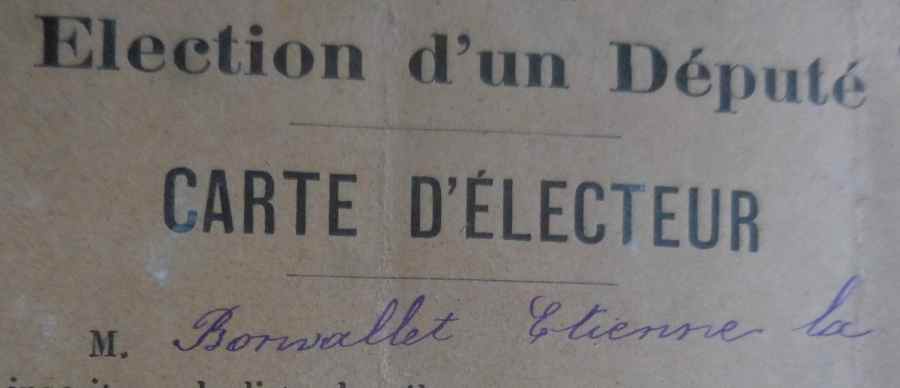 Election d'un Député
CARTE D'ÉLECTEUR
M. Bonvallet Etienne la